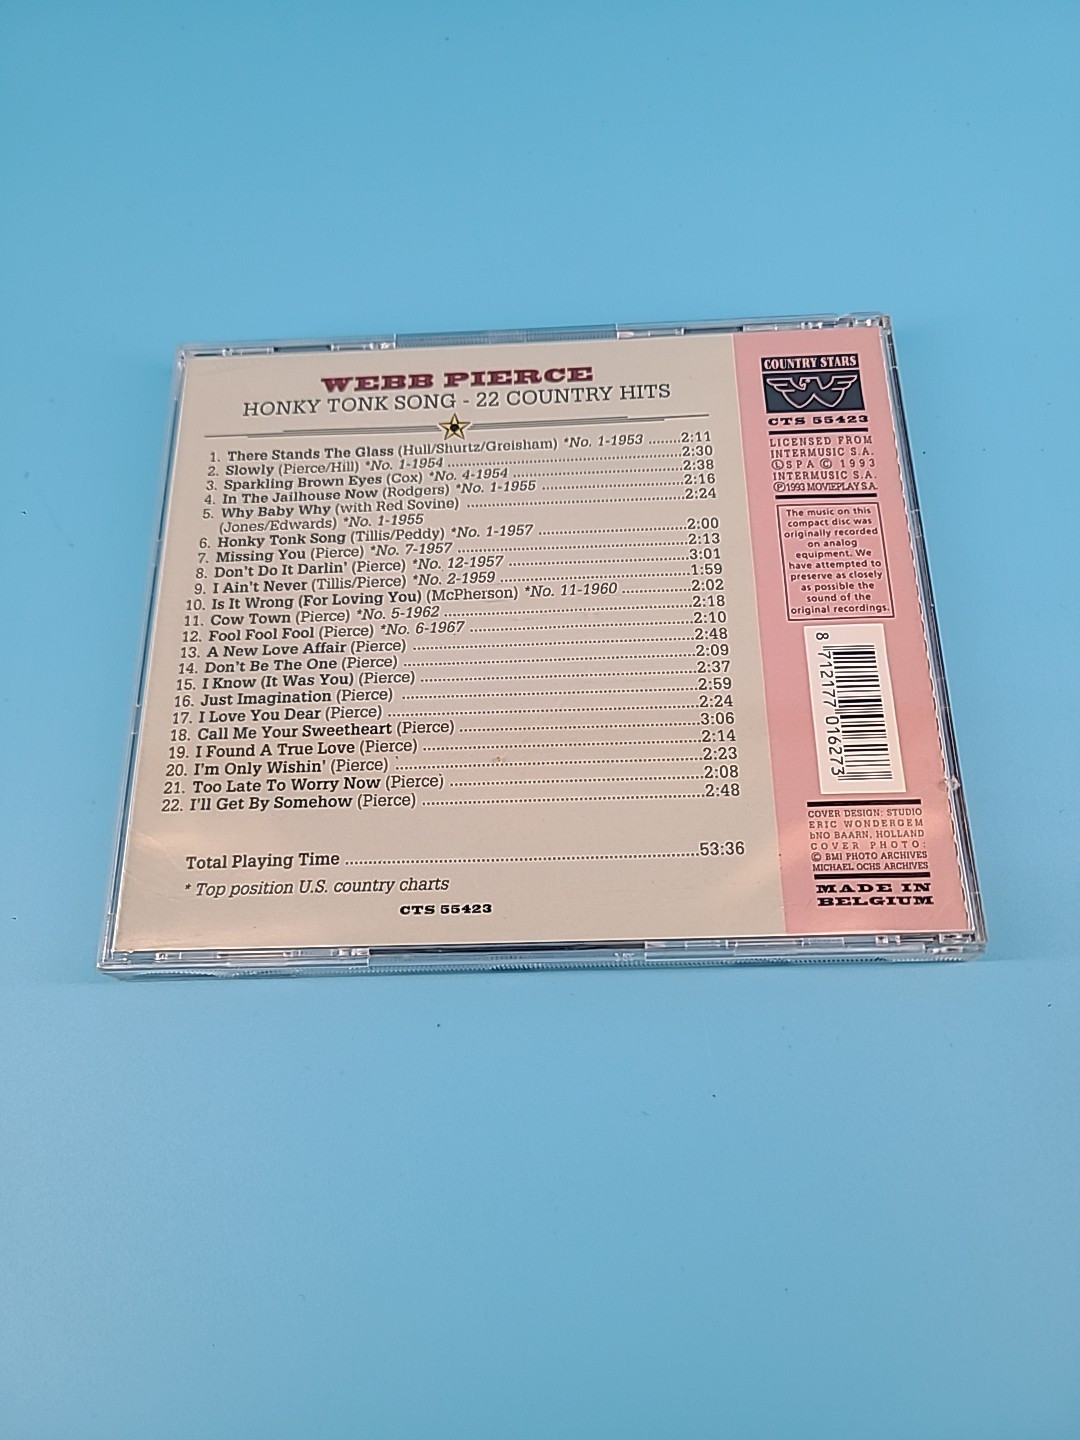 WEBB PIERCE
HONKY TONK SONG - 22 COUNTRY HITS
1. There Stands The Glass (Hull/Shurtz/Greisham) *No. 1-1953 ........2:11
2. Slowly (Pierce/Hill) *No. 1-1954 ........2:30
3. Sparkling Brown Eyes (Cox) *No. 4-1954 ........2:38
4. In The Jailhouse Now (Rodgers) *No. 1-1955 ........2:16
5. Why Baby Why (with Red Sovine) ........2:24
(Jones/Edwards) *No. 1-1955
6. Honky Tonk Song (Tillis/Peddy) *No. 1-1957 ........2:00
7. Missing You (Pierce) *No. 7-1957 ........2:13
8. Don't Do It Darlin' (Pierce) *No. 12-1957 ........3:01
9. I Ain't Never (Tillis/Pierce) *No. 2-1959 ........1:59
10. Is It Wrong (For Loving You) (McPherson) *No. 11-1960 ........2:02
11. Cow Town (Pierce) *No. 5-1962 ........2:18
12. Fool Fool Fool (Pierce) *No. 6-1967 ........2:10
13. A New Love Affair (Pierce) ........2:48
14. Don't Be The One (Pierce) ........2:09
15. I Know (It Was You) (Pierce) ........2:37
16. Just Imagination (Pierce) ........2:59
17. I Love You Dear (Pierce) ........2:24
18. Call Me Your Sweetheart (Pierce) ........3:06
19. I Found A True Love (Pierce) ........2:14
20. I'm Only Wishin' (Pierce) ........2:23
21. Too Late To Worry Now (Pierce) ........2:08
22. I'll Get By Somehow (Pierce) ........2:48
Total Playing Time ........53:36
* Top position U.S. country charts
CTS 55423
COUNTRY STARS
CTS 55423
LICENSED FROM
INTERMUSIC S.A.
Ⓛ SPA © 1993
INTERMUSIC S.A.
℗ 1993 MOVIEPLAY S.A.
The music on this
compact disc was
originally recorded
on analog
equipment. We
have attempted to
preserve as closely
as possible the
sound of the
original recordings.
8 712177 016273
COVER DESIGN: STUDIO
ERIC WONDERGEM
bNO BAARN, HOLLAND
COVER PHOTO:
© BMI PHOTO ARCHIVES
MICHAEL OCHS ARCHIVES
MADE IN
BELGIUM